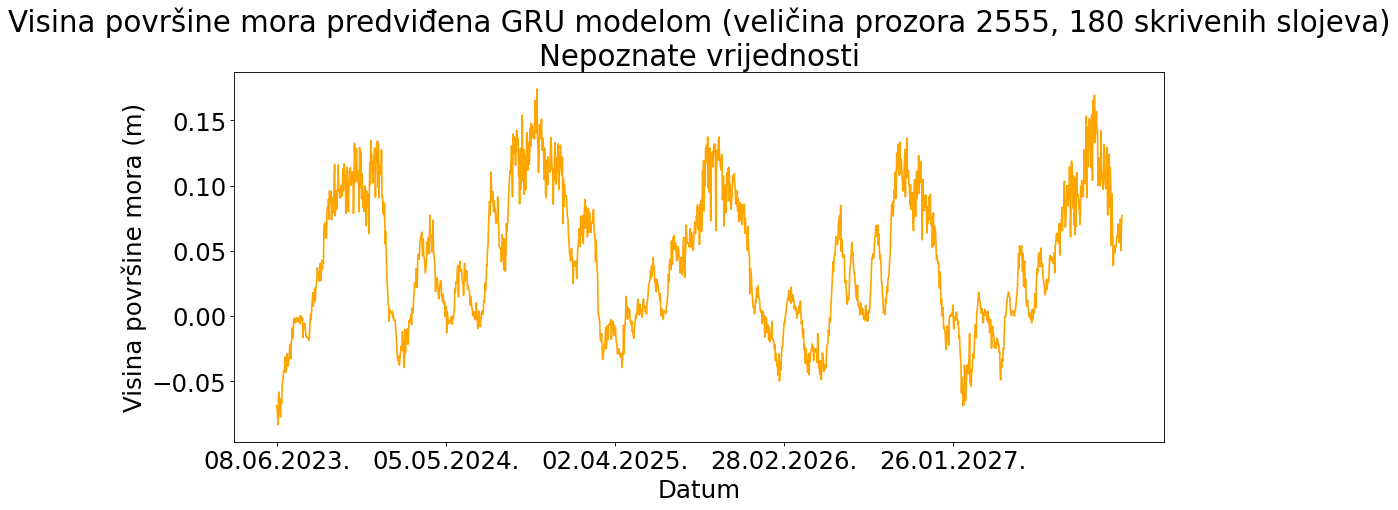 Visina površine mora predviđena GRU modelom (veličina prozora 2555, 180 skrivenih slojeva)
Nepoznate vrijednosti
Visina površine mora (m)
0.15
0.10
0.05
0.00
−0.05
08.06.2023. 05.05.2024. 02.04.2025. 28.02.2026. 26.01.2027.
Datum